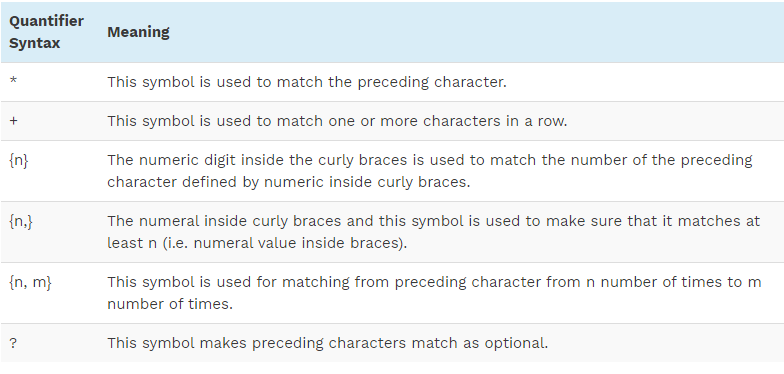 Quantifier Syntax
Meaning
*
This symbol is used to match the preceding character.
+
This symbol is used to match one or more characters in a row.
{n}
The numeric digit inside the curly braces is used to match the number of the preceding
character defined by numeric inside curly braces.
{n,}
The numeral inside curly braces and this symbol is used to make sure that it matches at
least n (i.e. numeral value inside braces).
{n, m}
This symbol is used for matching from preceding character from n number of times to m
number of times.
?
This symbol makes preceding characters match as optional.